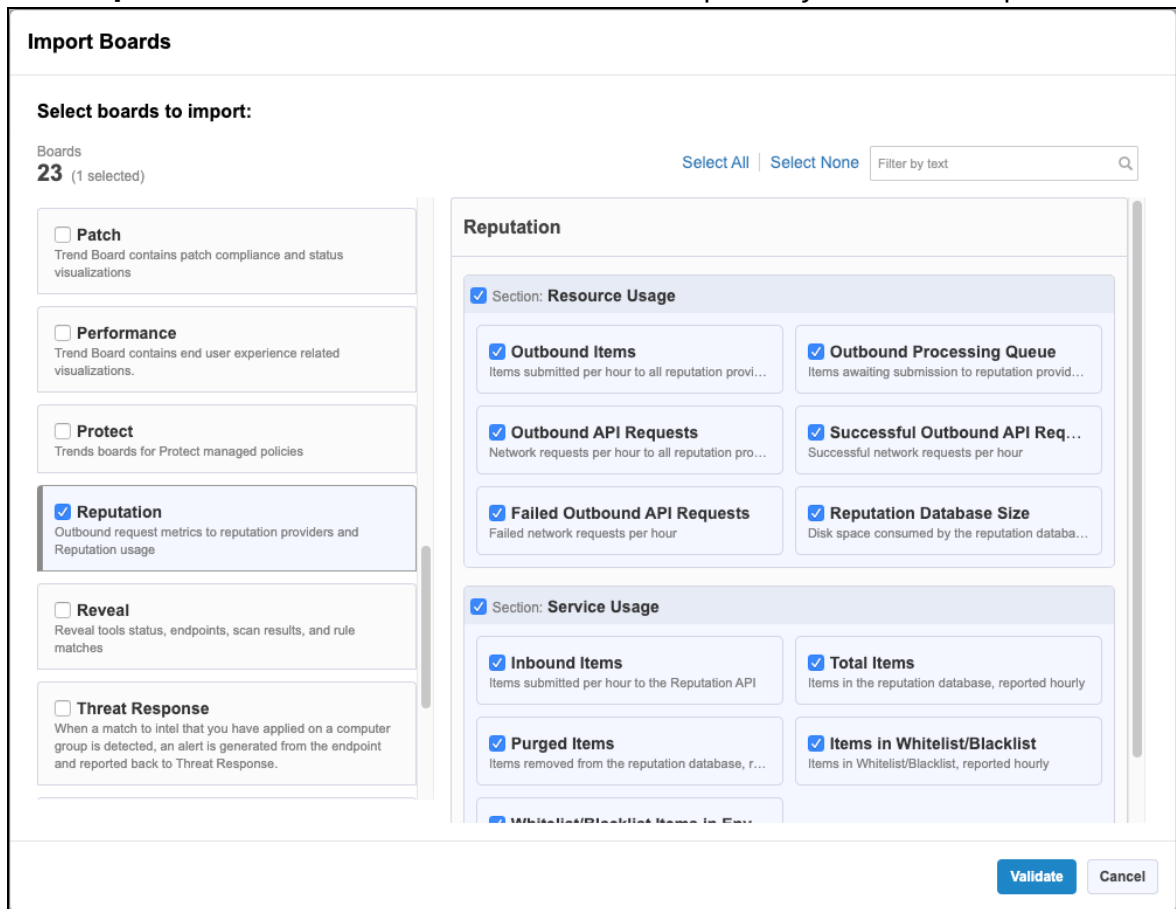 Import Boards
Select boards to import:
Boards
23 (1 selected)
Select All | Select None
Filter by text
Patch
Trend Board contains patch compliance and status
visualizations
Performance
Trend Board contains end user experience related
visualizations.
Protect
Trends boards for Protect managed policies
Reputation
Outbound request metrics to reputation providers and
Reputation usage
Reveal
Reveal tools status, endpoints, scan results, and rule
matches
Threat Response
When a match to intel that you have applied on a computer
group is detected, an alert is generated from the endpoint
and reported back to Threat Response.
Reputation
Section: Resource Usage
Outbound Items
Items submitted per hour to all reputation provi...
Outbound Processing Queue
Items awaiting submission to reputation provid...
Outbound API Requests
Network requests per hour to all reputation pro...
Successful Outbound API Req...
Successful network requests per hour
Failed Outbound API Requests
Failed network requests per hour
Reputation Database Size
Disk space consumed by the reputation databa...
Section: Service Usage
Inbound Items
Items submitted per hour to the Reputation API
Total Items
Items in the reputation database, reported hourly
Purged Items
Items removed from the reputation database, r...
Items in Whitelist/Blacklist
Items in Whitelist/Blacklist, reported hourly
Whitelist/Blacklist Items in Env
Validate
Cancel